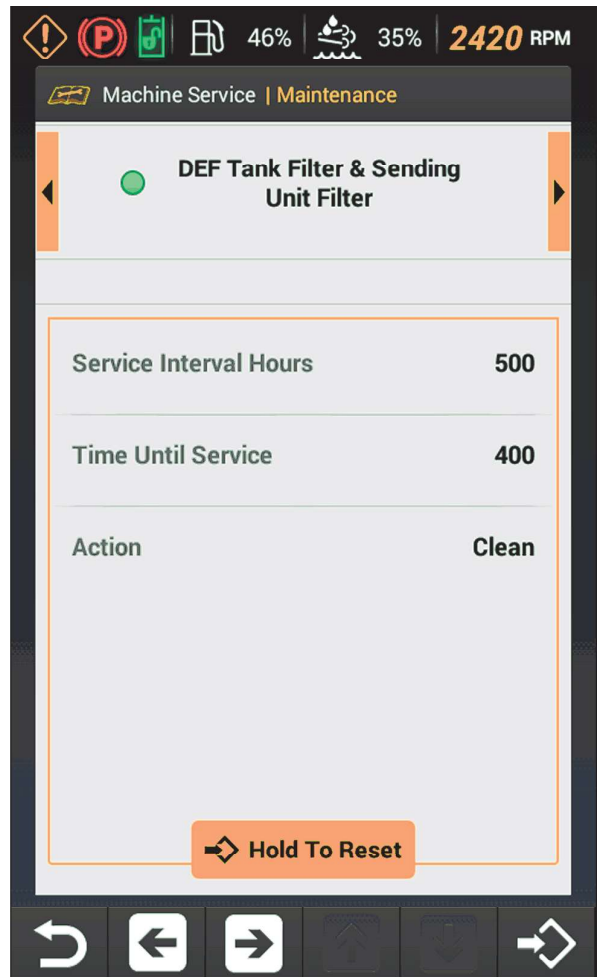 P 46% 35% 2420 RPM
Machine Service | Maintenance
DEF Tank Filter & Sending
Unit Filter
Service Interval Hours 500
Time Until Service 400
Action Clean
Hold To Reset